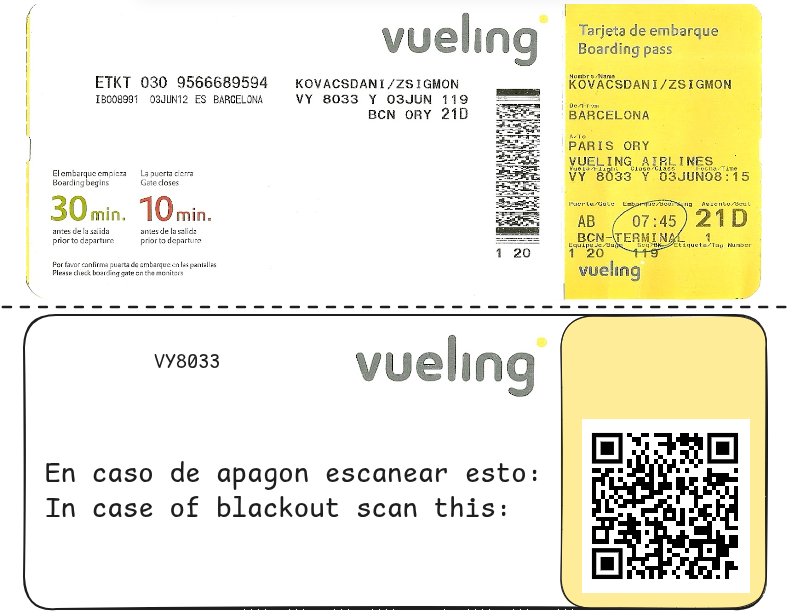 vueling
ETKT 030 9566689594
IB008991 03JUN12 ES BARCELONA
KOVACSDANI/ZSIGMON
VY 8033 Y 03JUN 119
BCN ORY 21D
El embarque empieza
Boarding begins
30 min.
antes de la salida
prior to departure
La puerta cierra
Gate closes
10 min.
antes de la salida
prior to departure
Por favor confirma puerta de embarque en las pantallas
Please check boarding gate on the monitors
1 20
Tarjeta de embarque
Boarding pass
Nombre/Name
KOVACSDANI/ZSIGMON
De/From
BARCELONA
A/to
PARIS ORY
VUELING AIRLINES
Vuelo/Flight Clase/Class Fecha/Time
VY 8033 Y 03JUN08:15
Puerta/Gate Embarque/Boarding Asiento/Seat
AB 07:45 21D
BCN-TERMINAL 1
Equipaje/Bags Etiqueta/Tag Number
1 20 119
vueling
VY8033
vueling
En caso de apagon escanear esto:
In case of blackout scan this: